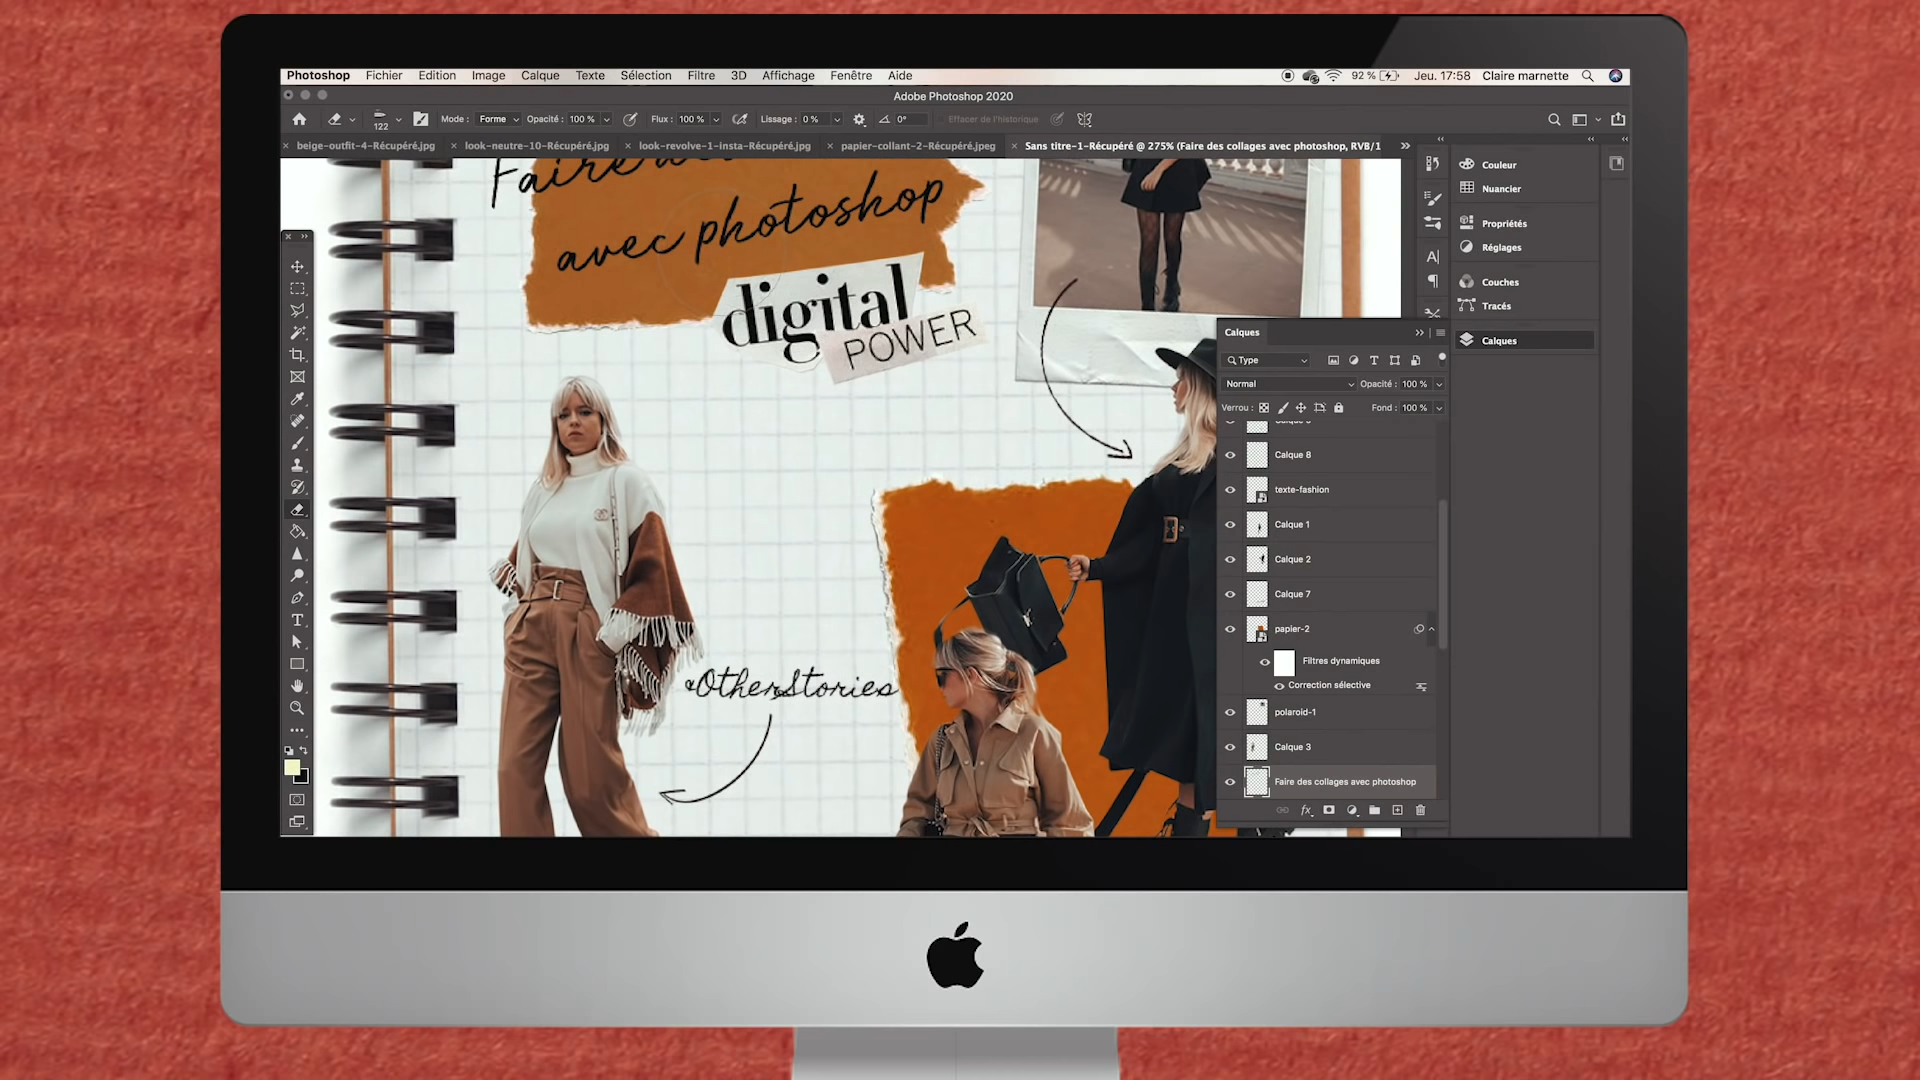 Photoshop Fichier Edition Image Calque Texte Sélection Filtre 3D Affichage Fenêtre Aide 92 % Jeu. 17:58 Claire marnette
Adobe Photoshop 2020
122 Mode : Forme Opacité : 100 % Flux : 100 % Lissage : 0 % 0° Effacer de l'historique
beige-outfit-4-Récupéré.jpg look-neutre-10-Récupéré.jpg look-revolve-1-insta-Récupéré.jpg papier-collant-2-Récupéré.jpeg Sans titre-1-Récupéré @ 275% (Faire des collages avec photoshop, RVB/1
Faire
avec photoshop
digital
POWER
&OtherStories
Couleur
Nuancier
Propriétés
Réglages
Couches
Tracés
Calques
Calques
Type
Normal Opacité : 100 %
Verrou : Fond : 100 %
Calque 8
texte-fashion
Calque 1
Calque 2
Calque 7
papier-2
Filtres dynamiques
Correction sélective
polaroid-1
Calque 3
Faire des collages avec photoshop